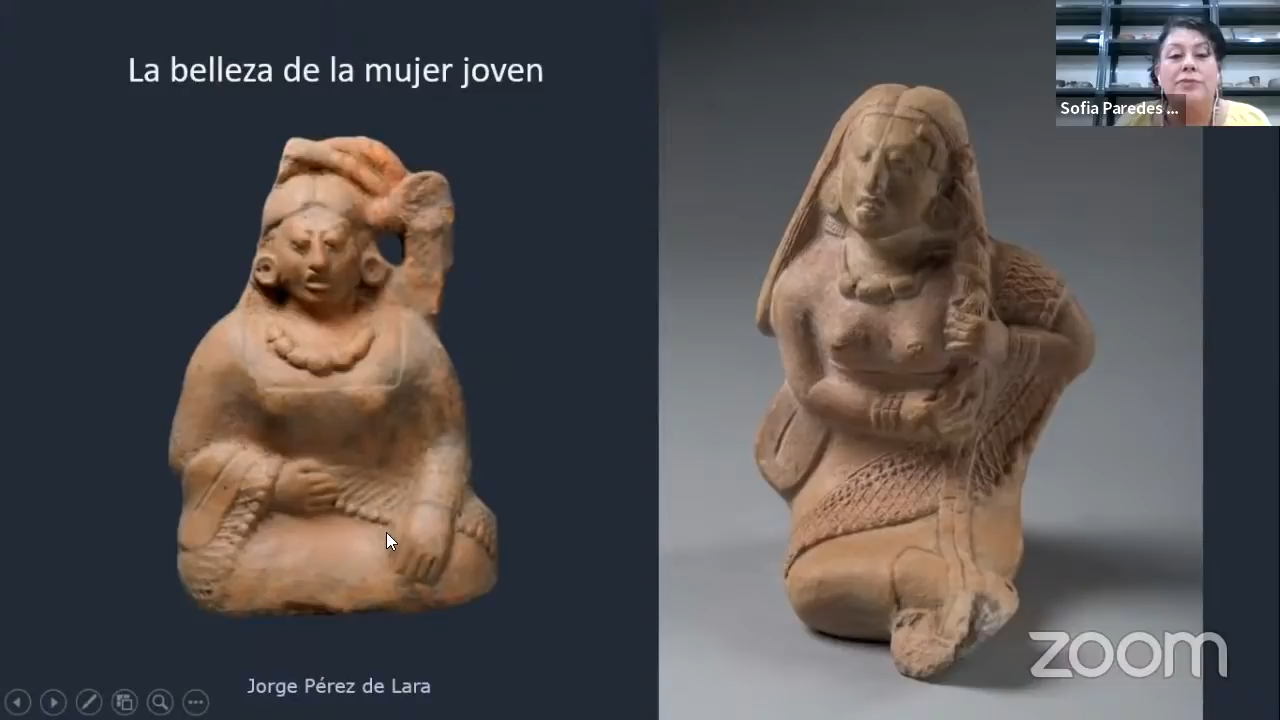 La belleza de la mujer joven
Sofia Paredes ...
Jorge Pérez de Lara
zoom